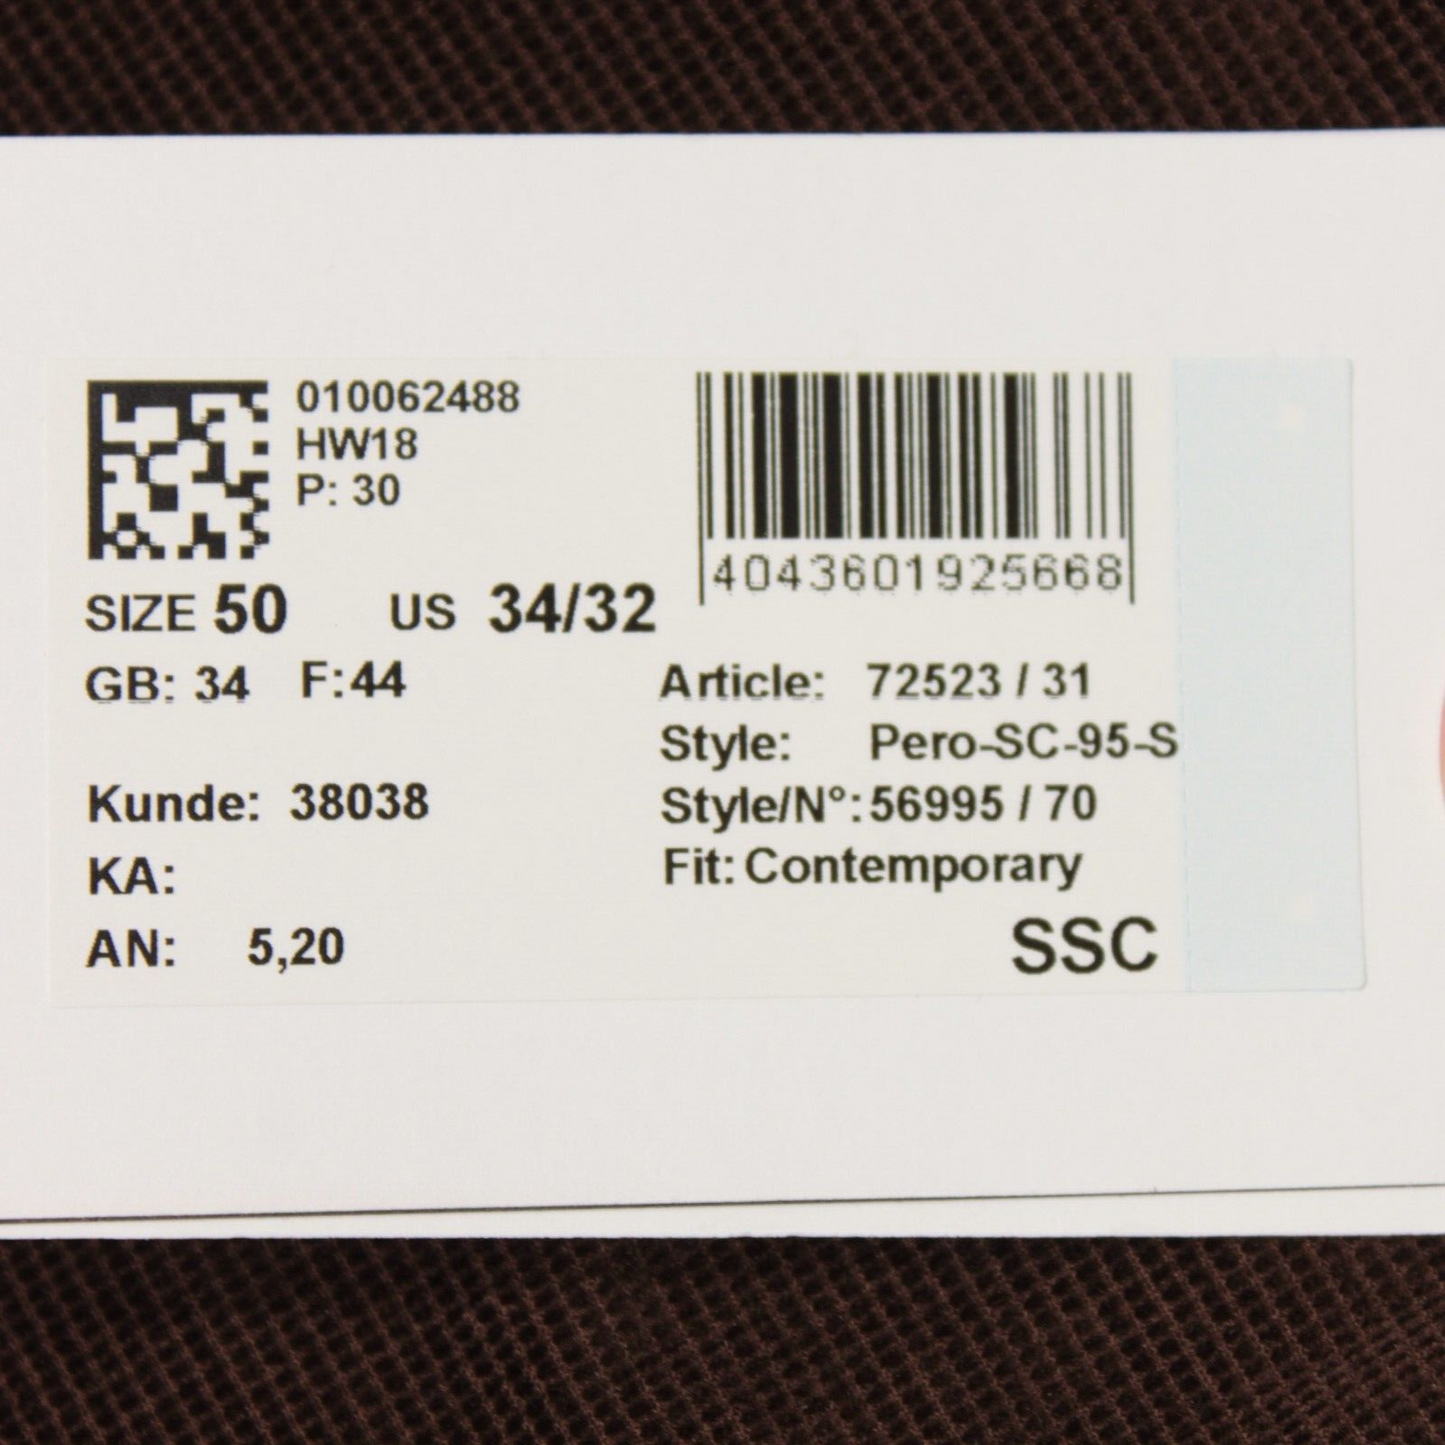 010062488
HW18
P: 30
4043601925668
SIZE 50 US 34/32
GB: 34 F:44
Article: 72523 / 31
Style: Pero-SC-95-S
Kunde: 38038
Style/N°: 56995 / 70
KA:
Fit: Contemporary
AN: 5,20
SSC